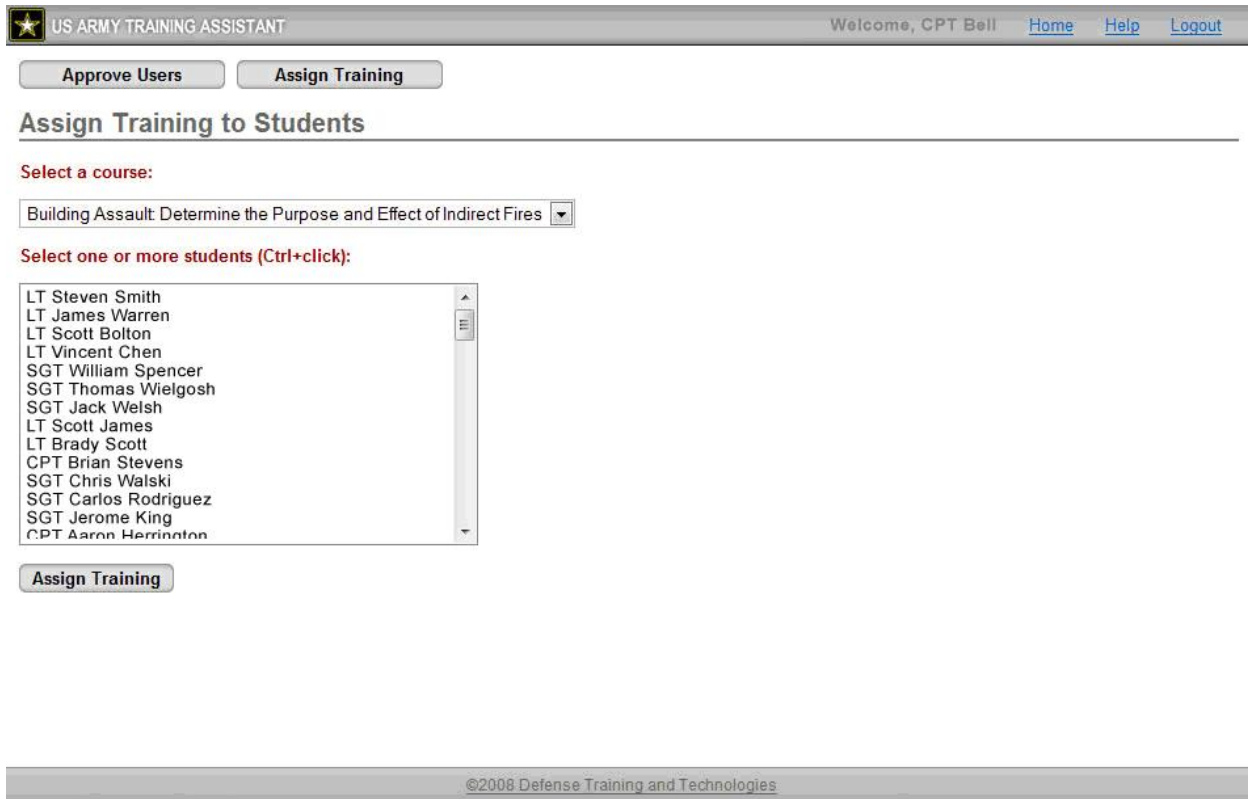 US ARMY TRAINING ASSISTANT Welcome, CPT Bell Home Help Logout
Approve Users Assign Training
Assign Training to Students
Select a course:
Building Assault: Determine the Purpose and Effect of Indirect Fires
Select one or more students (Ctrl+click):
LT Steven Smith
LT James Warren
LT Scott Bolton
LT Vincent Chen
SGT William Spencer
SGT Thomas Wielgosh
SGT Jack Welsh
LT Scott James
LT Brady Scott
CPT Brian Stevens
SGT Chris Walski
SGT Carlos Rodriguez
SGT Jerome King
CPT Aaron Herrington
Assign Training
©2008 Defense Training and Technologies